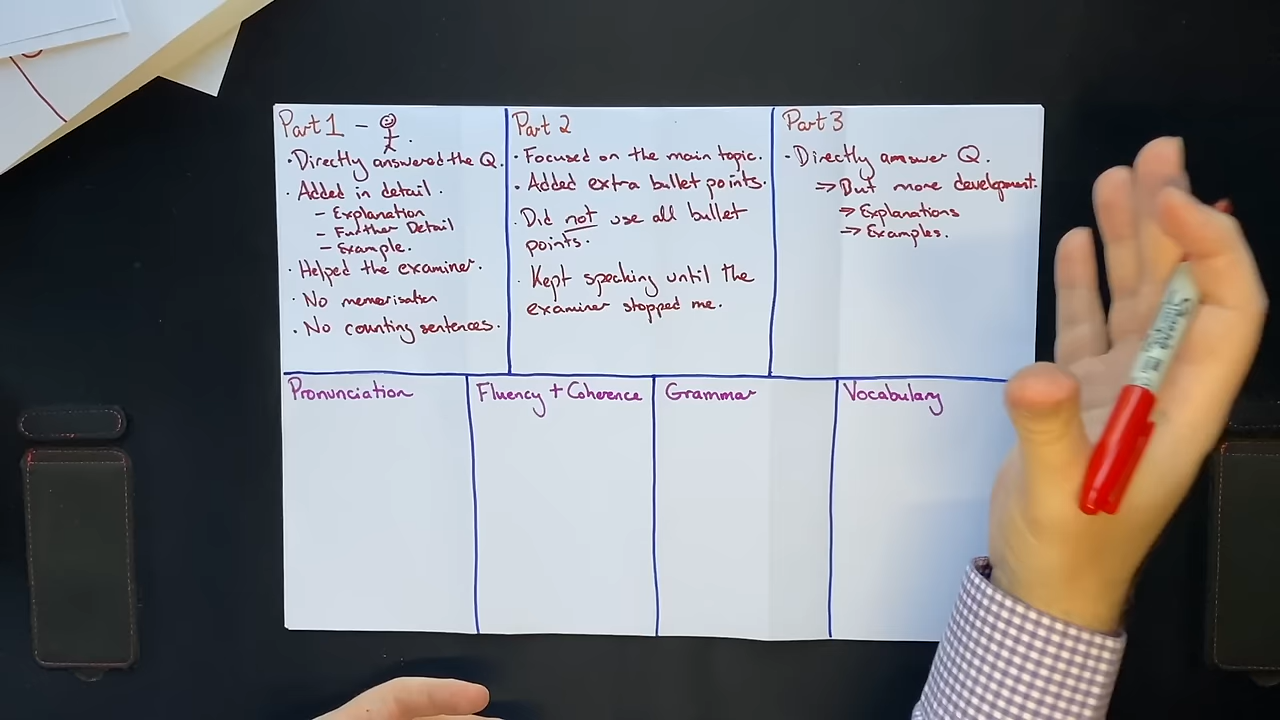 Part 1 -
• Directly answered the Q.
• Added in detail.
- Explanation
- Further Detail
- Example.
• Helped the examiner.
• No memorisation
• No counting sentences.
Part 2
• Focused on the main topic.
• Added extra bullet points.
• Did not use all bullet
points.
• Kept speaking until the
examiner stopped me.
Part 3
• Directly answer Q.
⇒ But more development.
→ Explanations
→ Examples.
Pronunciation
Fluency + Coherence
Grammar
Vocabulary
Sharpie